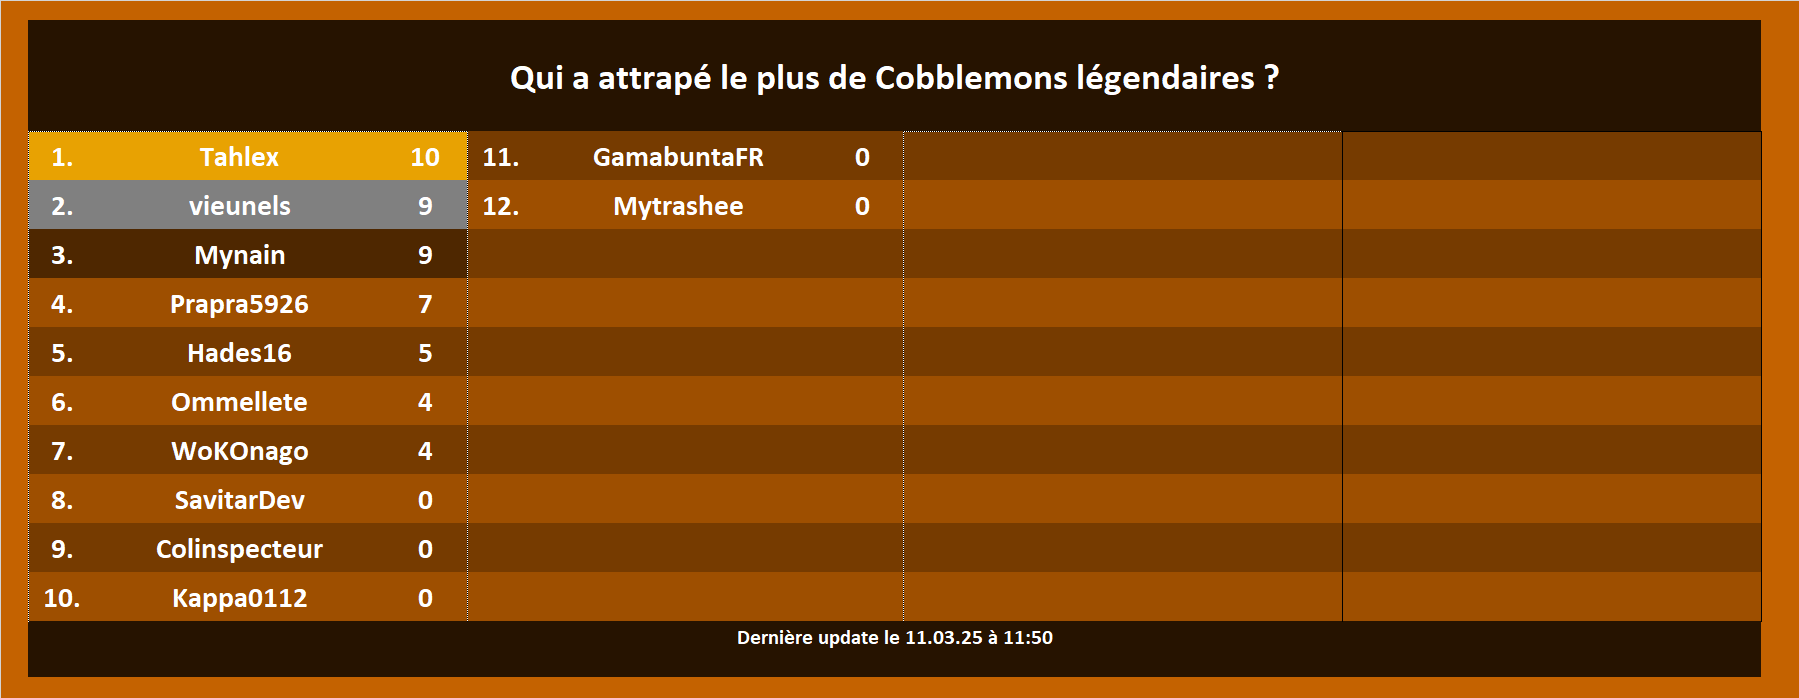 Qui a attrapé le plus de Cobblemons légendaires ?
1. Tahlex 10
2. vieunels 9
3. Mynain 9
4. Prapra5926 7
5. Hades16 5
6. Ommellete 4
7. WoKOnago 4
8. SavitarDev 0
9. Colinspecteur 0
10. Kappa0112 0
11. GamabuntaFR 0
12. Mytrashee 0
Dernière update le 11.03.25 à 11:50